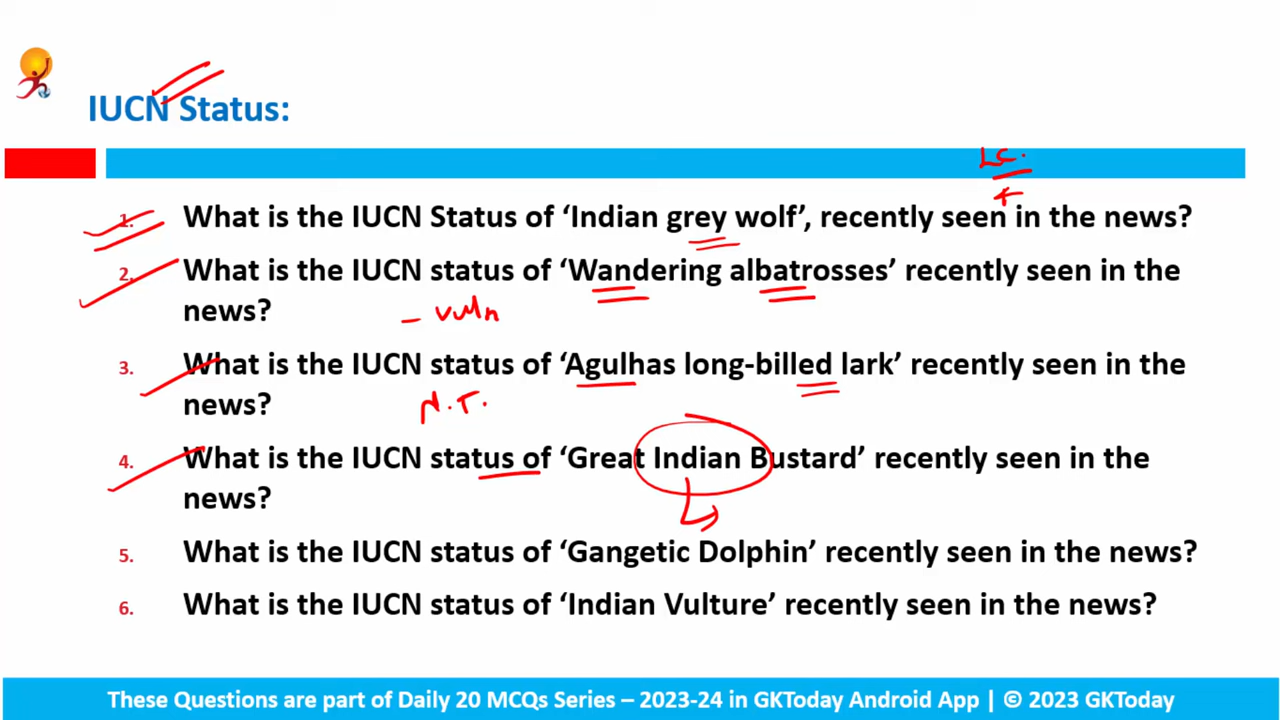 IUCN Status:
LC.
1. What is the IUCN Status of ‘Indian grey wolf’, recently seen in the news?
2. What is the IUCN status of ‘Wandering albatrosses’ recently seen in the
news?
– vuln
3. What is the IUCN status of ‘Agulhas long-billed lark’ recently seen in the
news?
N.T.
4. What is the IUCN status of ‘Great Indian Bustard’ recently seen in the
news?
5. What is the IUCN status of ‘Gangetic Dolphin’ recently seen in the news?
6. What is the IUCN status of ‘Indian Vulture’ recently seen in the news?
These Questions are part of Daily 20 MCQs Series – 2023-24 in GKToday Android App | © 2023 GKToday